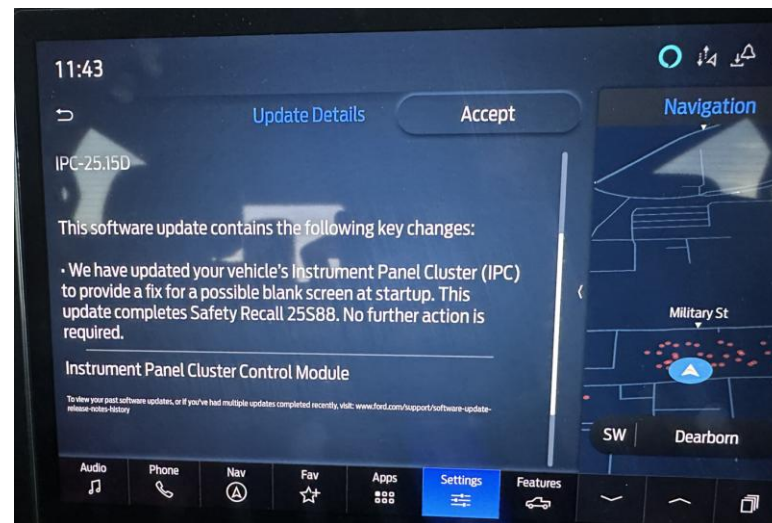 11:43
Update Details
Accept
Navigation
IPC-25.15D
This software update contains the following key changes:
· We have updated your vehicle's Instrument Panel Cluster (IPC)
to provide a fix for a possible blank screen at startup. This
update completes Safety Recall 25S88. No further action is
required.
Instrument Panel Cluster Control Module
To view your past software updates, or if you've had multiple updates completed recently, visit: www.ford.com/support/software-update-
release-notes-history
Military St
SW
Dearborn
Audio
Phone
Nav
Fav
Apps
Settings
Features